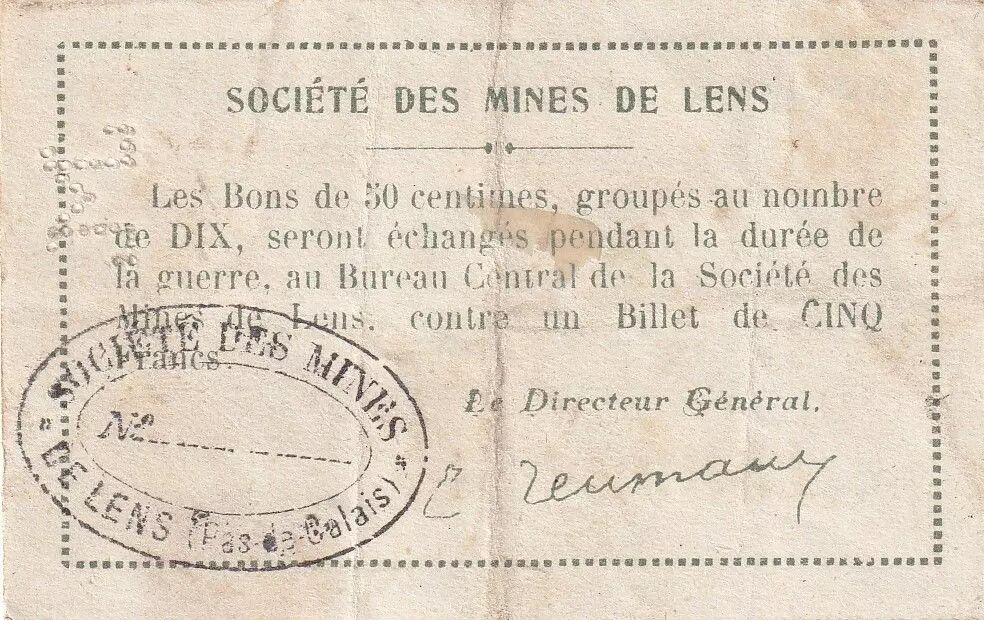 SOCIÉTÉ DES MINES DE LENS
Les Bons de 50 centimes, groupés au nombre
de DIX, seront échangés pendant la durée de
la guerre, au Bureau Central de la Société des
Mines de Lens, contre un Billet de CINQ
Francs.
Le Directeur Général.
SOCIÉTÉ DES MINES
No
DE LENS (Pas-de-Calais)